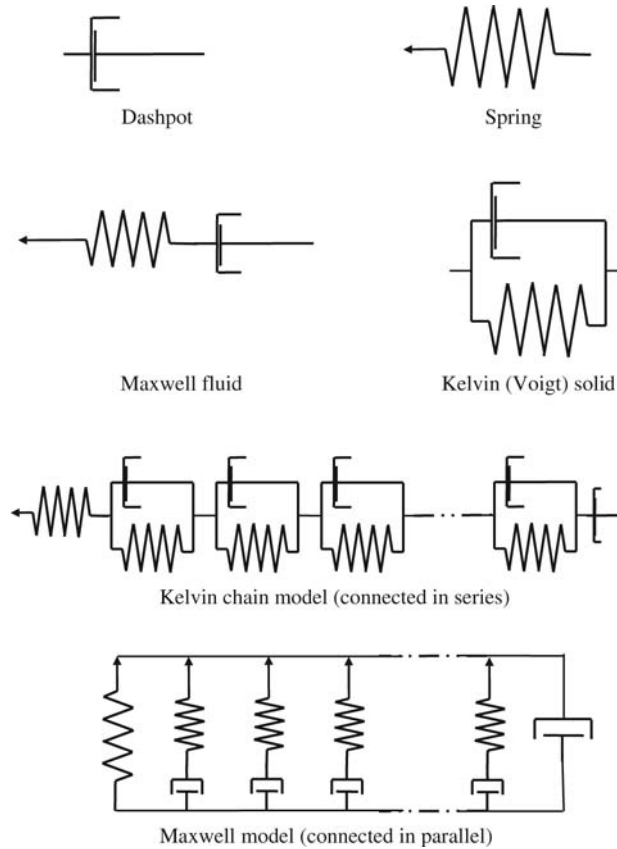 Dashpot
Spring
Maxwell fluid
Kelvin (Voigt) solid
Kelvin chain model (connected in series)
Maxwell model (connected in parallel)